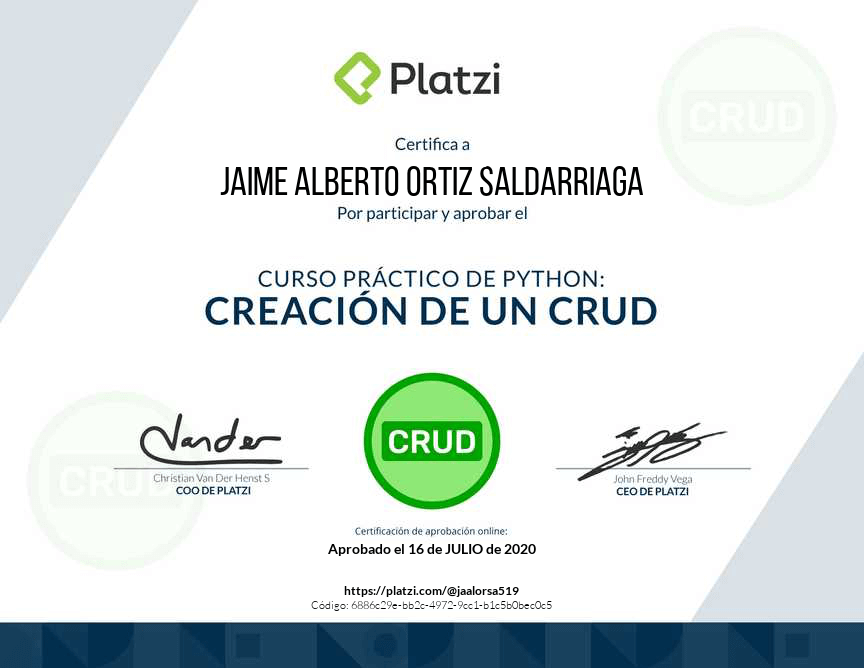 Platzi
CRUD
Certifica a
JAIME ALBERTO ORTIZ SALDARRIAGA
Por participar y aprobar el
CURSO PRÁCTICO DE PYTHON:
CREACIÓN DE UN CRUD
CRUD
CRUD
Christian Van Der Henst S
COO DE PLATZI
John Freddy Vega
CEO DE PLATZI
Certificación de aprobación online:
Aprobado el 16 de JULIO de 2020
https://platzi.com/@jaalorsa519
Código: 6886c29e-bb2c-4972-9cc1-b1c5b0bec0c5